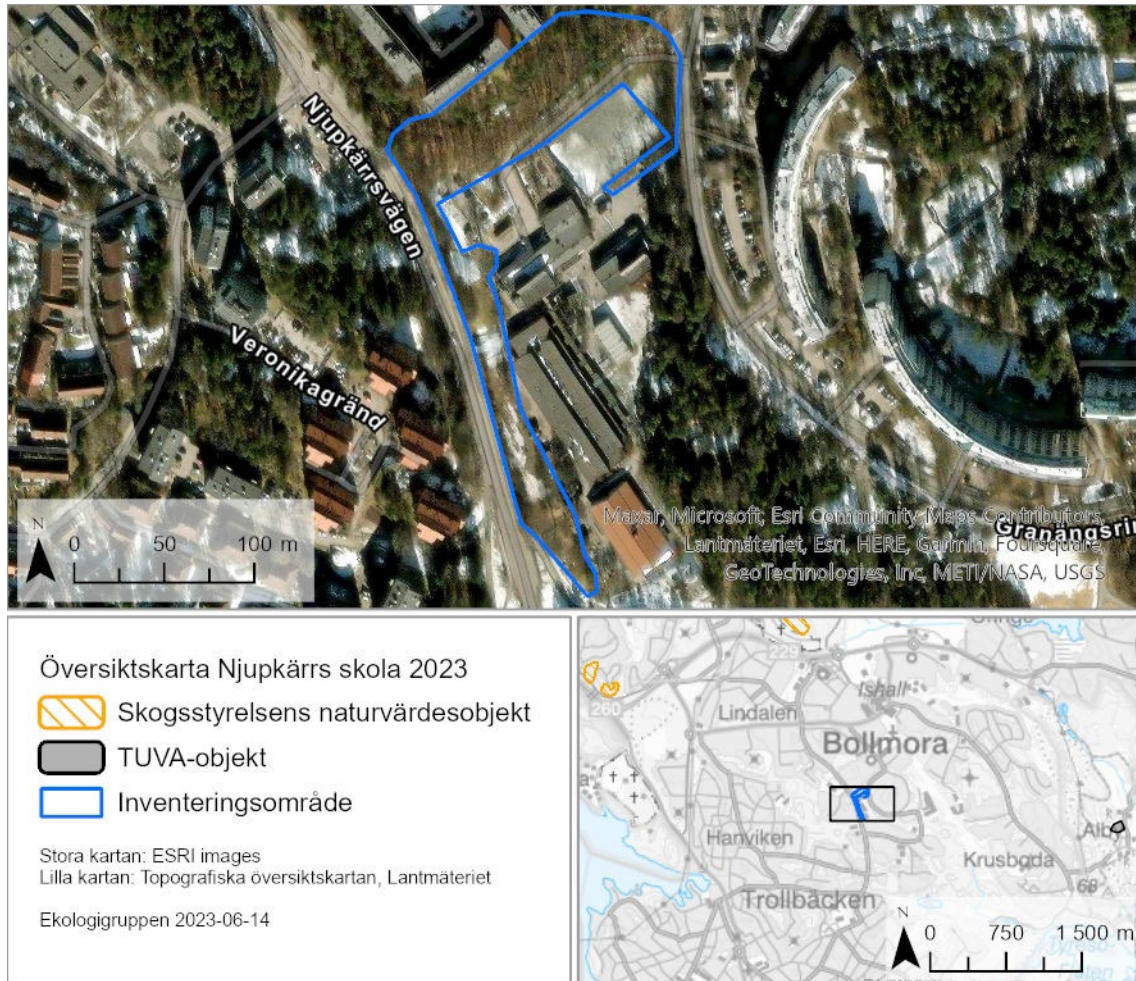 Njupkärrsvägen
Veronikagränd
Maxar, Microsoft, Esri Community Maps Contributors,
Lantmäteriet, Esri, HERE, Garmin, Foursquare,
GeoTechnologies, Inc, METI/NASA, USGS
Granängsrin
N
0 50 100 m
Översiktskarta Njupkärrs skola 2023
Skogsstyrelsens naturvärdesobjekt
TUVA-objekt
Inventeringsområde
Stora kartan: ESRI images
Lilla kartan: Topografiska översiktskartan, Lantmäteriet
Ekologigruppen 2023-06-14
229
260
Ishall
Lindalen
Bollmora
Hanviken
Alby
Krusboda
68
Trollbäcken
N
0 750 1 500 m